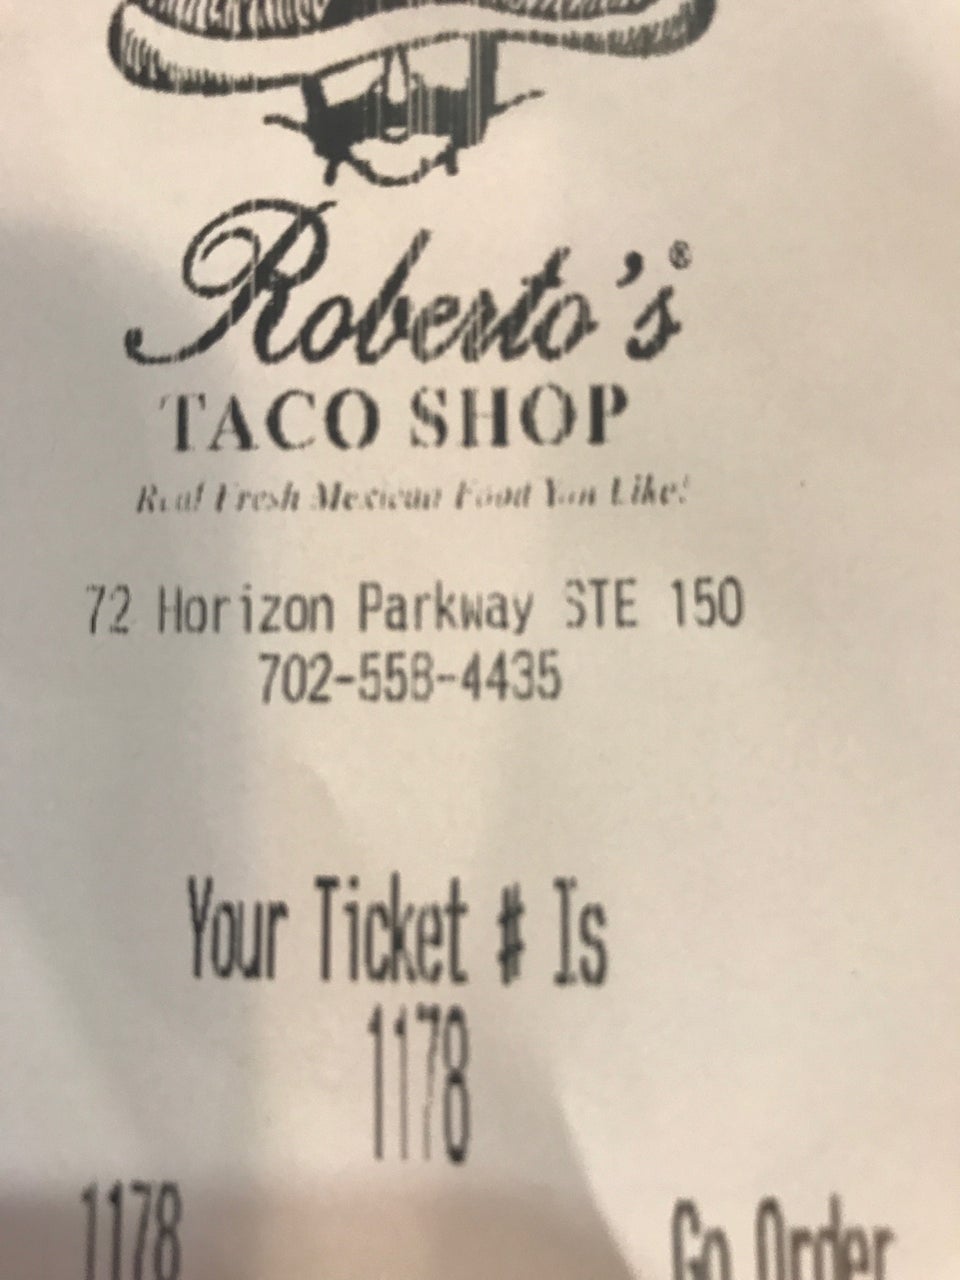 Roberto's®
TACO SHOP
Real Fresh Mexican Food You Like!
72 Horizon Parkway STE 150
702-558-4435
Your Ticket # Is
1178
1178 Go Order